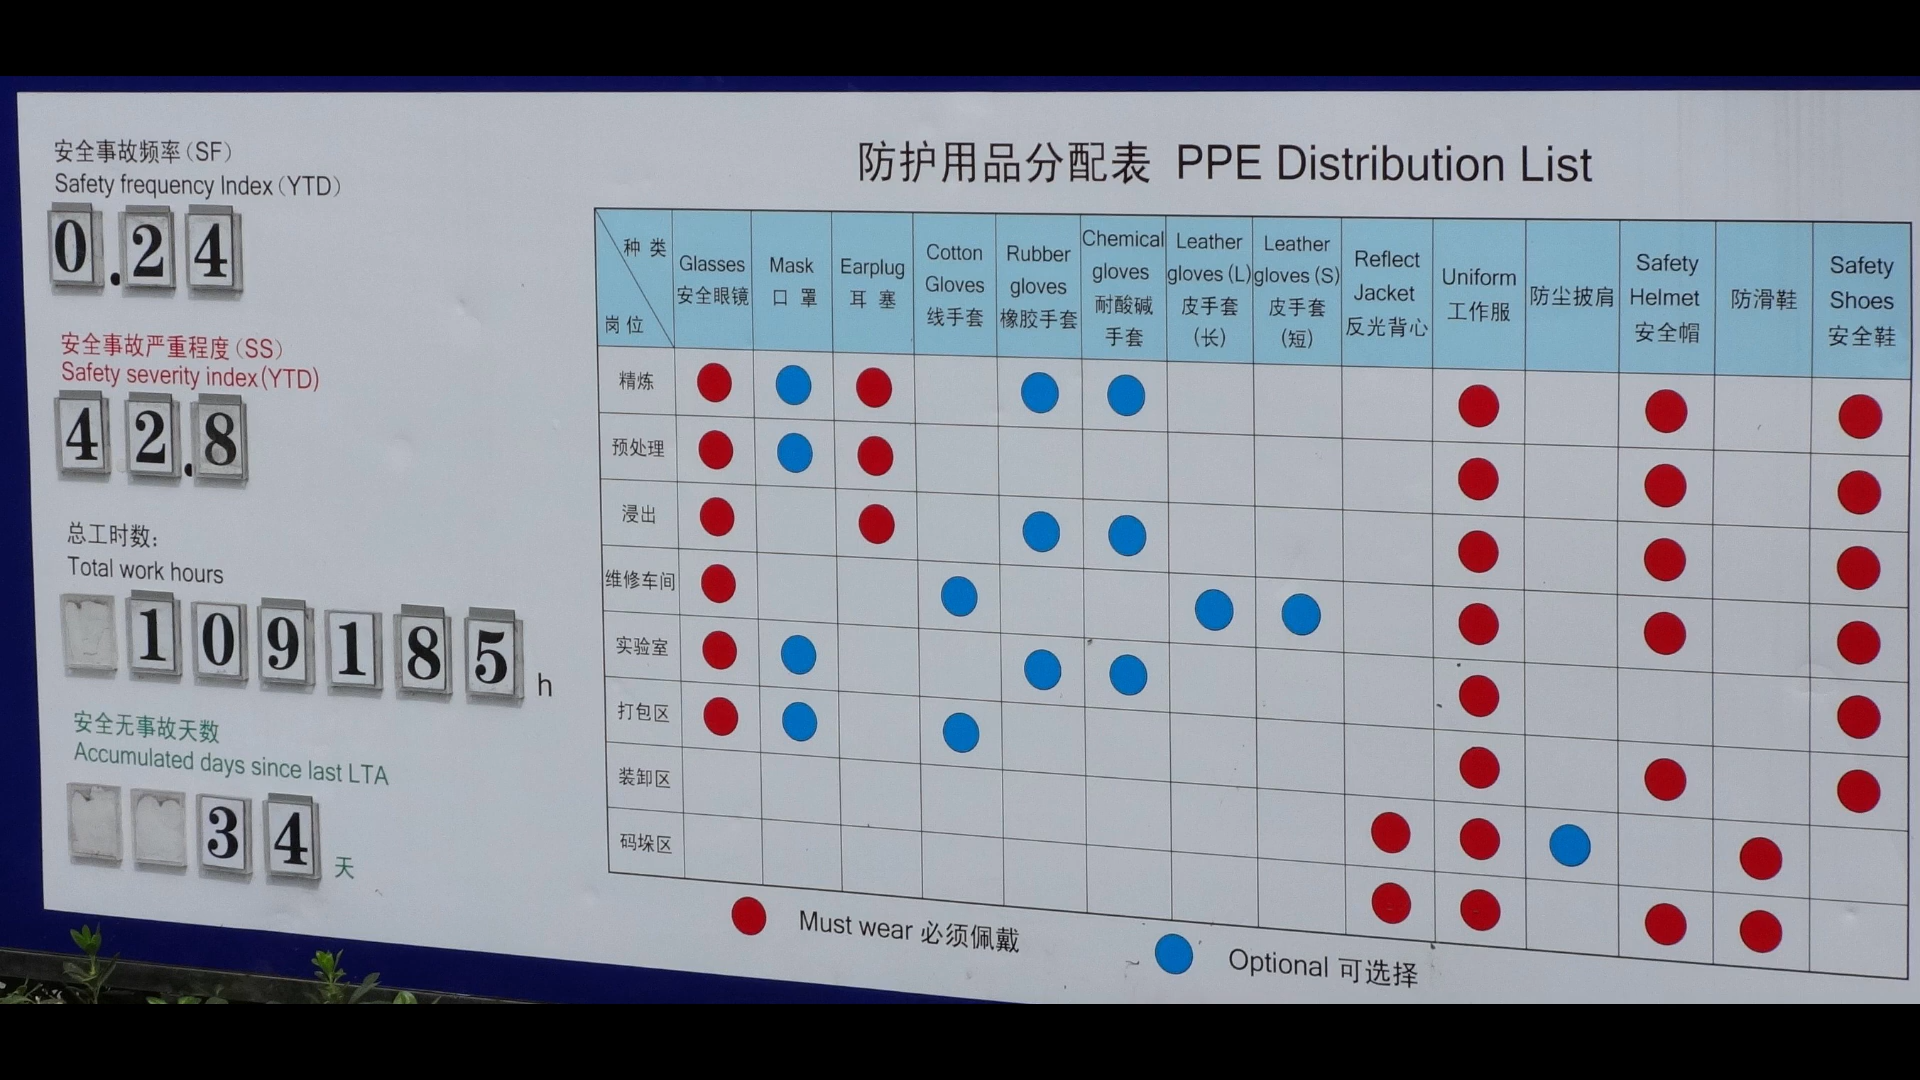 安全事故频率(SF)
Safety frequency Index(YTD)
0.24
安全事故严重程度(SS)
Safety severity index(YTD)
42.8
总工时数:
Total work hours
109185 h
安全无事故天数
Accumulated days since last LTA
34 天
防护用品分配表 PPE Distribution List
种类
岗位
Glasses
安全眼镜
Mask
口罩
Earplug
耳塞
Cotton
Gloves
线手套
Rubber
gloves
橡胶手套
Chemical
gloves
耐酸碱
手套
Leather
gloves(L)
皮手套
(长)
Leather
gloves(S)
皮手套
(短)
Reflect
Jacket
反光背心
Uniform
工作服
防尘披肩
Safety
Helmet
安全帽
防滑鞋
Safety
Shoes
安全鞋
精炼
预处理
浸出
维修车间
实验室
打包区
装卸区
码垛区
Must wear 必须佩戴
Optional 可选择